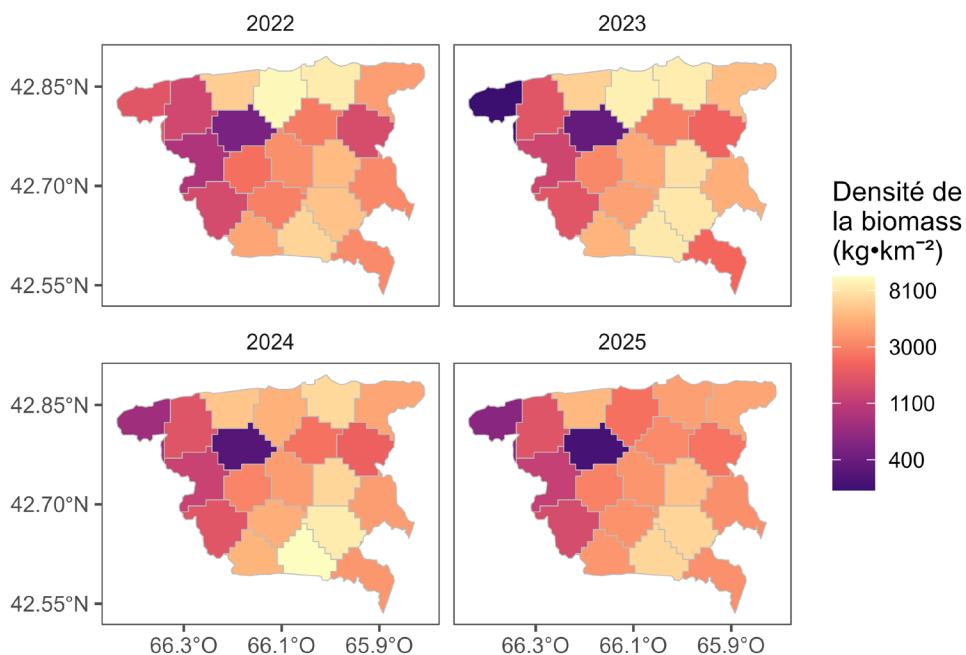 2022
2023
42.85°N
42.70°N
42.55°N
Densité de
la biomass
(kg•km⁻²)
8100
3000
1100
400
2024
2025
42.85°N
42.70°N
42.55°N
66.3°O
66.1°O
65.9°O
66.3°O
66.1°O
65.9°O